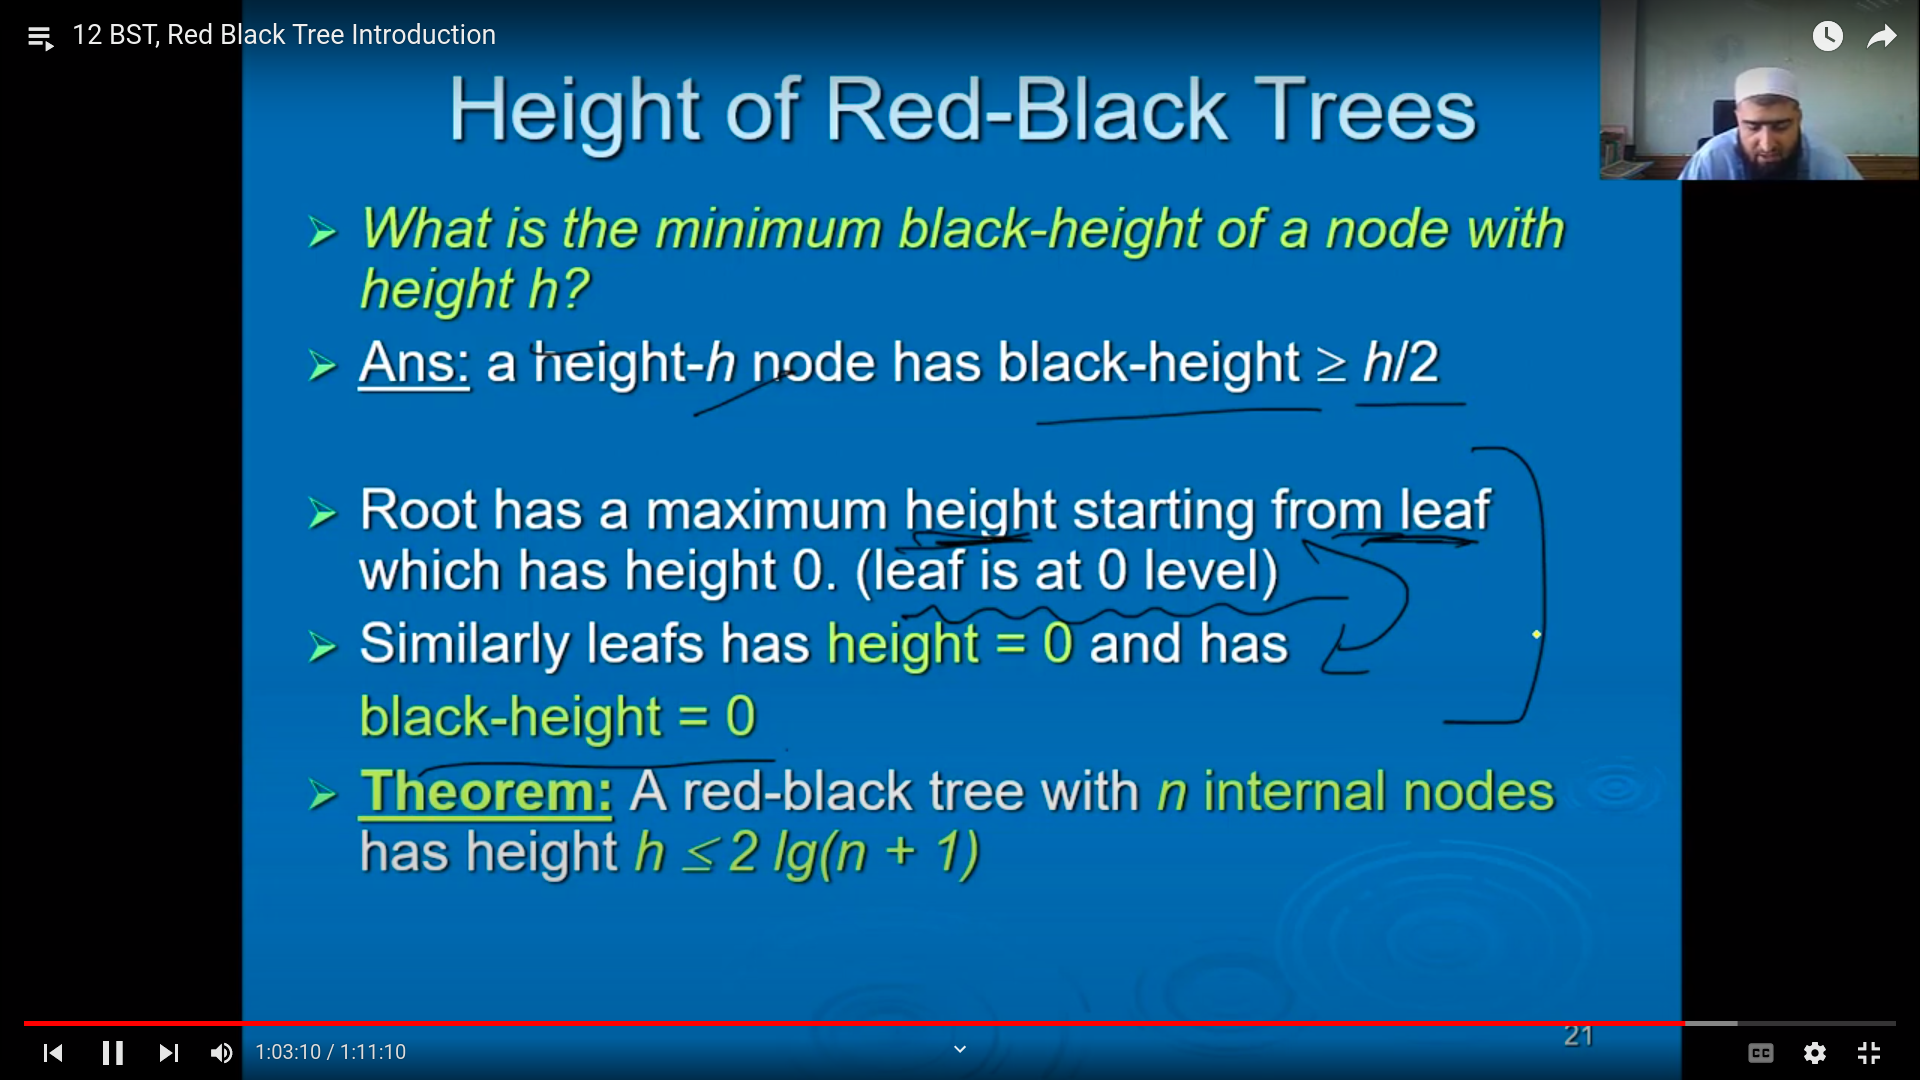 12 BST, Red Black Tree Introduction
Height of Red-Black Trees
➢ What is the minimum black-height of a node with
height h?
➢ Ans: a height-h node has black-height ≥ h/2
➢ Root has a maximum height starting from leaf
which has height 0. (leaf is at 0 level)
➢ Similarly leafs has height = 0 and has
black-height = 0
➢ Theorem: A red-black tree with n internal nodes
has height h ≤ 2 lg(n + 1)
21
1:03:10 / 1:11:10
CC